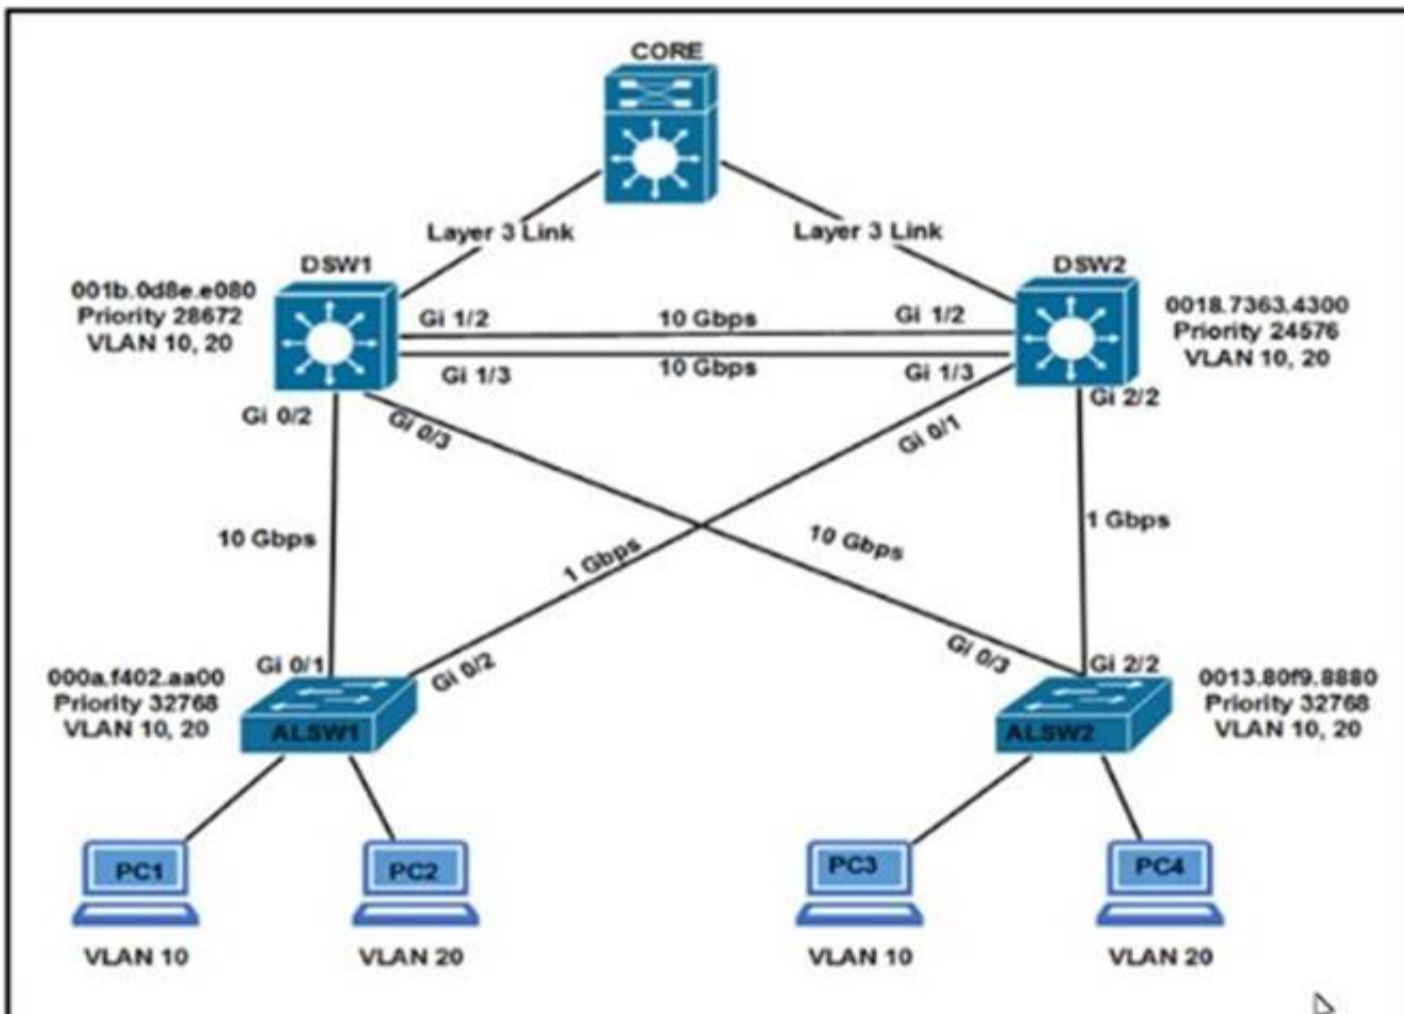 CORE
Layer 3 Link
Layer 3 Link
DSW1
DSW2
001b.0d8e.e080
Priority 28672
VLAN 10, 20
0018.7363.4300
Priority 24576
VLAN 10, 20
Gi 1/2
10 Gbps
Gi 1/2
Gi 1/3
10 Gbps
Gi 1/3
Gi 0/2
Gi 0/3
Gi 0/1
Gi 2/2
10 Gbps
1 Gbps
10 Gbps
1 Gbps
000a.f402.aa00
Priority 32768
VLAN 10, 20
Gi 0/1
Gi 0/2
Gi 0/3
Gi 2/2
0013.80f9.8880
Priority 32768
VLAN 10, 20
ALSW1
ALSW2
PC1
PC2
PC3
PC4
VLAN 10
VLAN 20
VLAN 10
VLAN 20